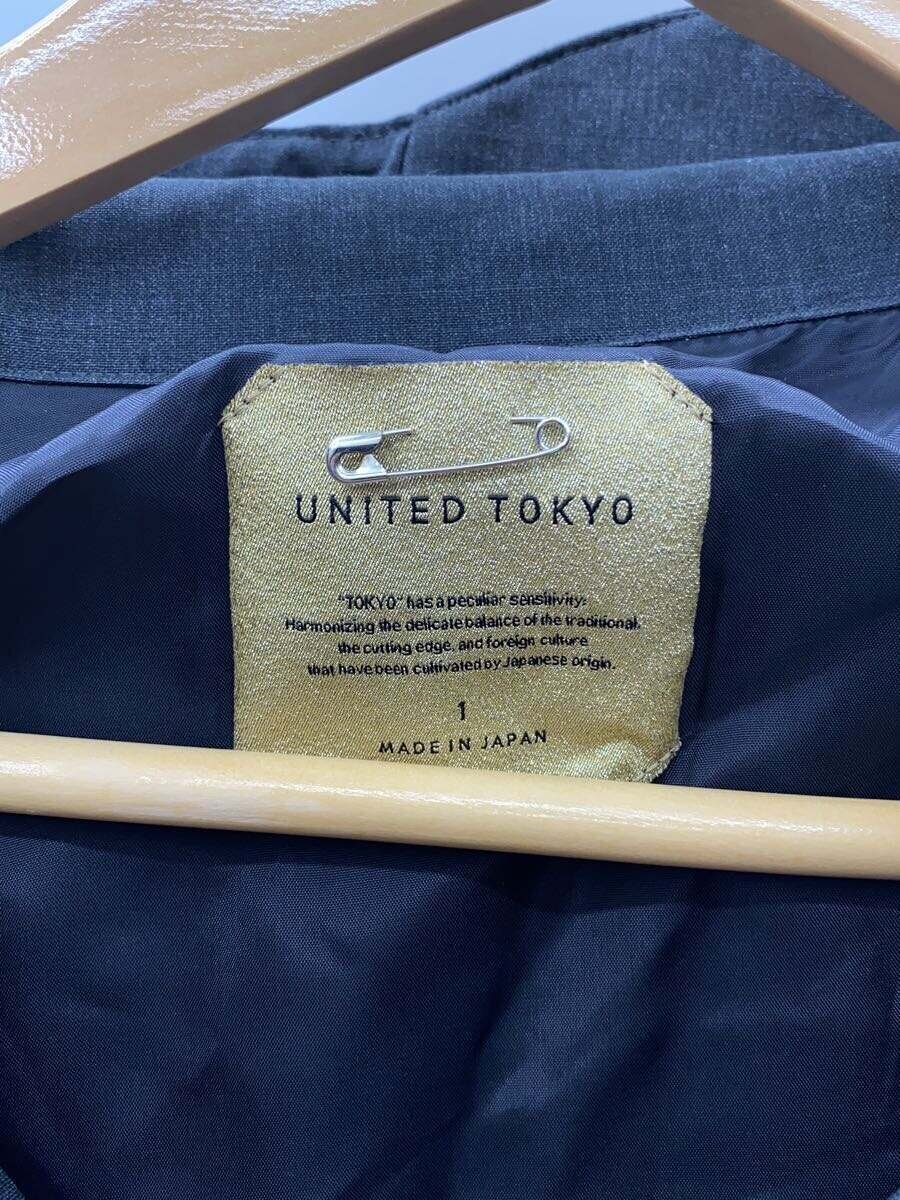 UNITED TOKYO
"TOKYO" has a peculiar sensitivity:
Harmonizing the delicate balance of the traditional,
the cutting edge, and foreign culture
that have been cultivated by Japanese origin.
1
MADE IN JAPAN